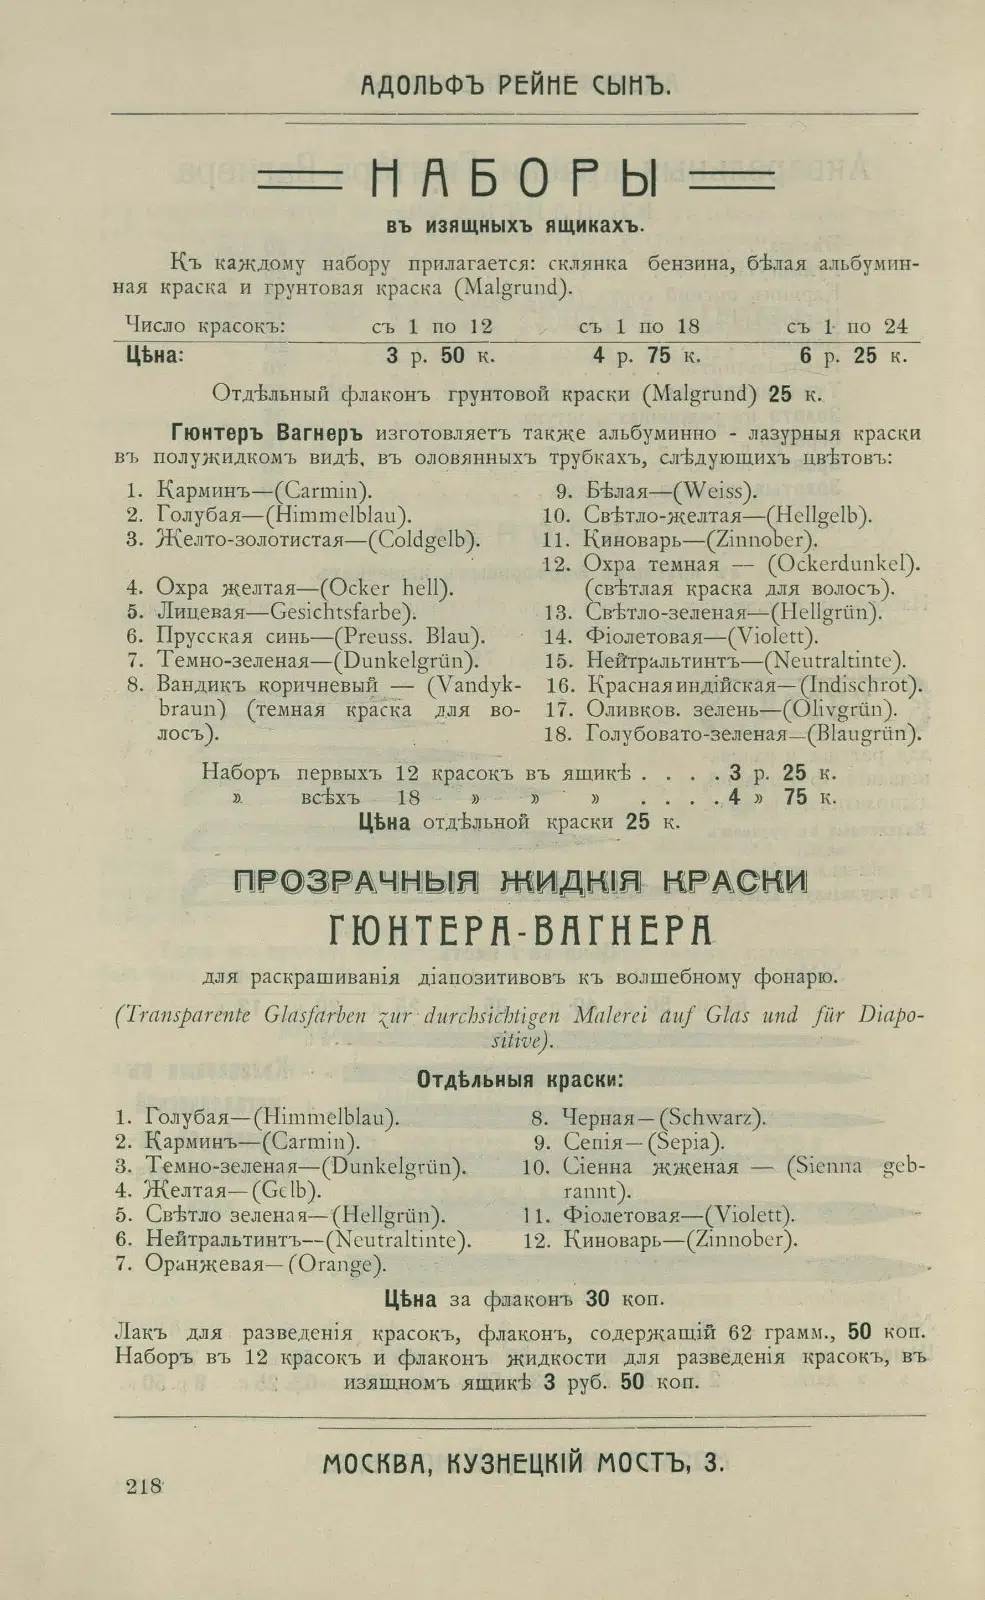 АДОЛЬФЪ РЕЙНЕ СЫНЪ.
НАБОРЫ
въ изящныхъ ящикахъ.
Къ каждому набору прилагается: склянка бензина, бѣлая альбумин-
ная краска и грунтовая краска (Malgrund).
Число красокъ: съ 1 по 12 съ 1 по 18 съ 1 по 24
Цѣна: 3 р. 50 к. 4 р. 75 к. 6 р. 25 к.
Отдѣльный флаконъ грунтовой краски (Malgrund) 25 к.
Гюнтеръ Вагнеръ изготовляетъ также альбуминно - лазурныя краски
въ полужидкомъ видѣ, въ оловянныхъ трубкахъ, слѣдующихъ цвѣтовъ:
1. Карминъ—(Carmin).
2. Голубая—(Himmelblau).
3. Желто-золотистая—(Coldgelb).
4. Охра желтая—(Ocker hell).
5. Лицевая—Gesichtsfarbe).
6. Прусская синь—(Preuss. Blau).
7. Темно-зеленая—(Dunkelgrün).
8. Вандикъ коричневый — (Vandyk-
braun) (темная краска для во-
лосъ).
9. Бѣлая—(Weiss).
10. Свѣтло-желтая—(Hellgelb).
11. Киноварь—(Zinnober).
12. Охра темная — (Ockerdunkel).
(свѣтлая краска для волосъ).
13. Свѣтло-зеленая—(Hellgrün).
14. Фіолетовая—(Violett).
15. Нейтральтинтъ—(Neutraltinte).
16. Красная индійская—(Indischrot).
17. Оливков. зелень—(Olivgrün).
18. Голубовато-зеленая—(Blaugrün).
Наборъ первыхъ 12 красокъ въ ящикѣ . . . . 3 р. 25 к.
» всѣхъ 18 » » » . . . . 4 » 75 к.
Цѣна отдѣльной краски 25 к.
ПРОЗРАЧНЫЯ ЖИДКІЯ КРАСКИ
ГЮНТЕРА-ВАГНЕРА
для раскрашиванія діапозитивовъ къ волшебному фонарю.
(Transparente Glasfarben zur durchsichtigen Malerei auf Glas und für Diapo-
sitive).
Отдѣльныя краски:
1. Голубая—(Himmelblau).
2. Карминъ—(Carmin).
3. Темно-зеленая—(Dunkelgrün).
4. Желтая—(Gelb).
5. Свѣтло зеленая—(Hellgrün).
6. Нейтральтинтъ—(Neutraltinte).
7. Оранжевая—(Orange).
8. Черная—(Schwarz).
9. Сепія—(Sepia).
10. Сіенна жженая — (Sienna geb-
rannt).
11. Фіолетовая—(Violett).
12. Киноварь—(Zinnober).
Цѣна за флаконъ 30 коп.
Лакъ для разведенія красокъ, флаконъ, содержащій 62 грамм., 50 коп.
Наборъ въ 12 красокъ и флаконъ жидкости для разведенія красокъ, въ
изящномъ ящикѣ 3 руб. 50 коп.
МОСКВА, КУЗНЕЦКІЙ МОСТЪ, 3.
218